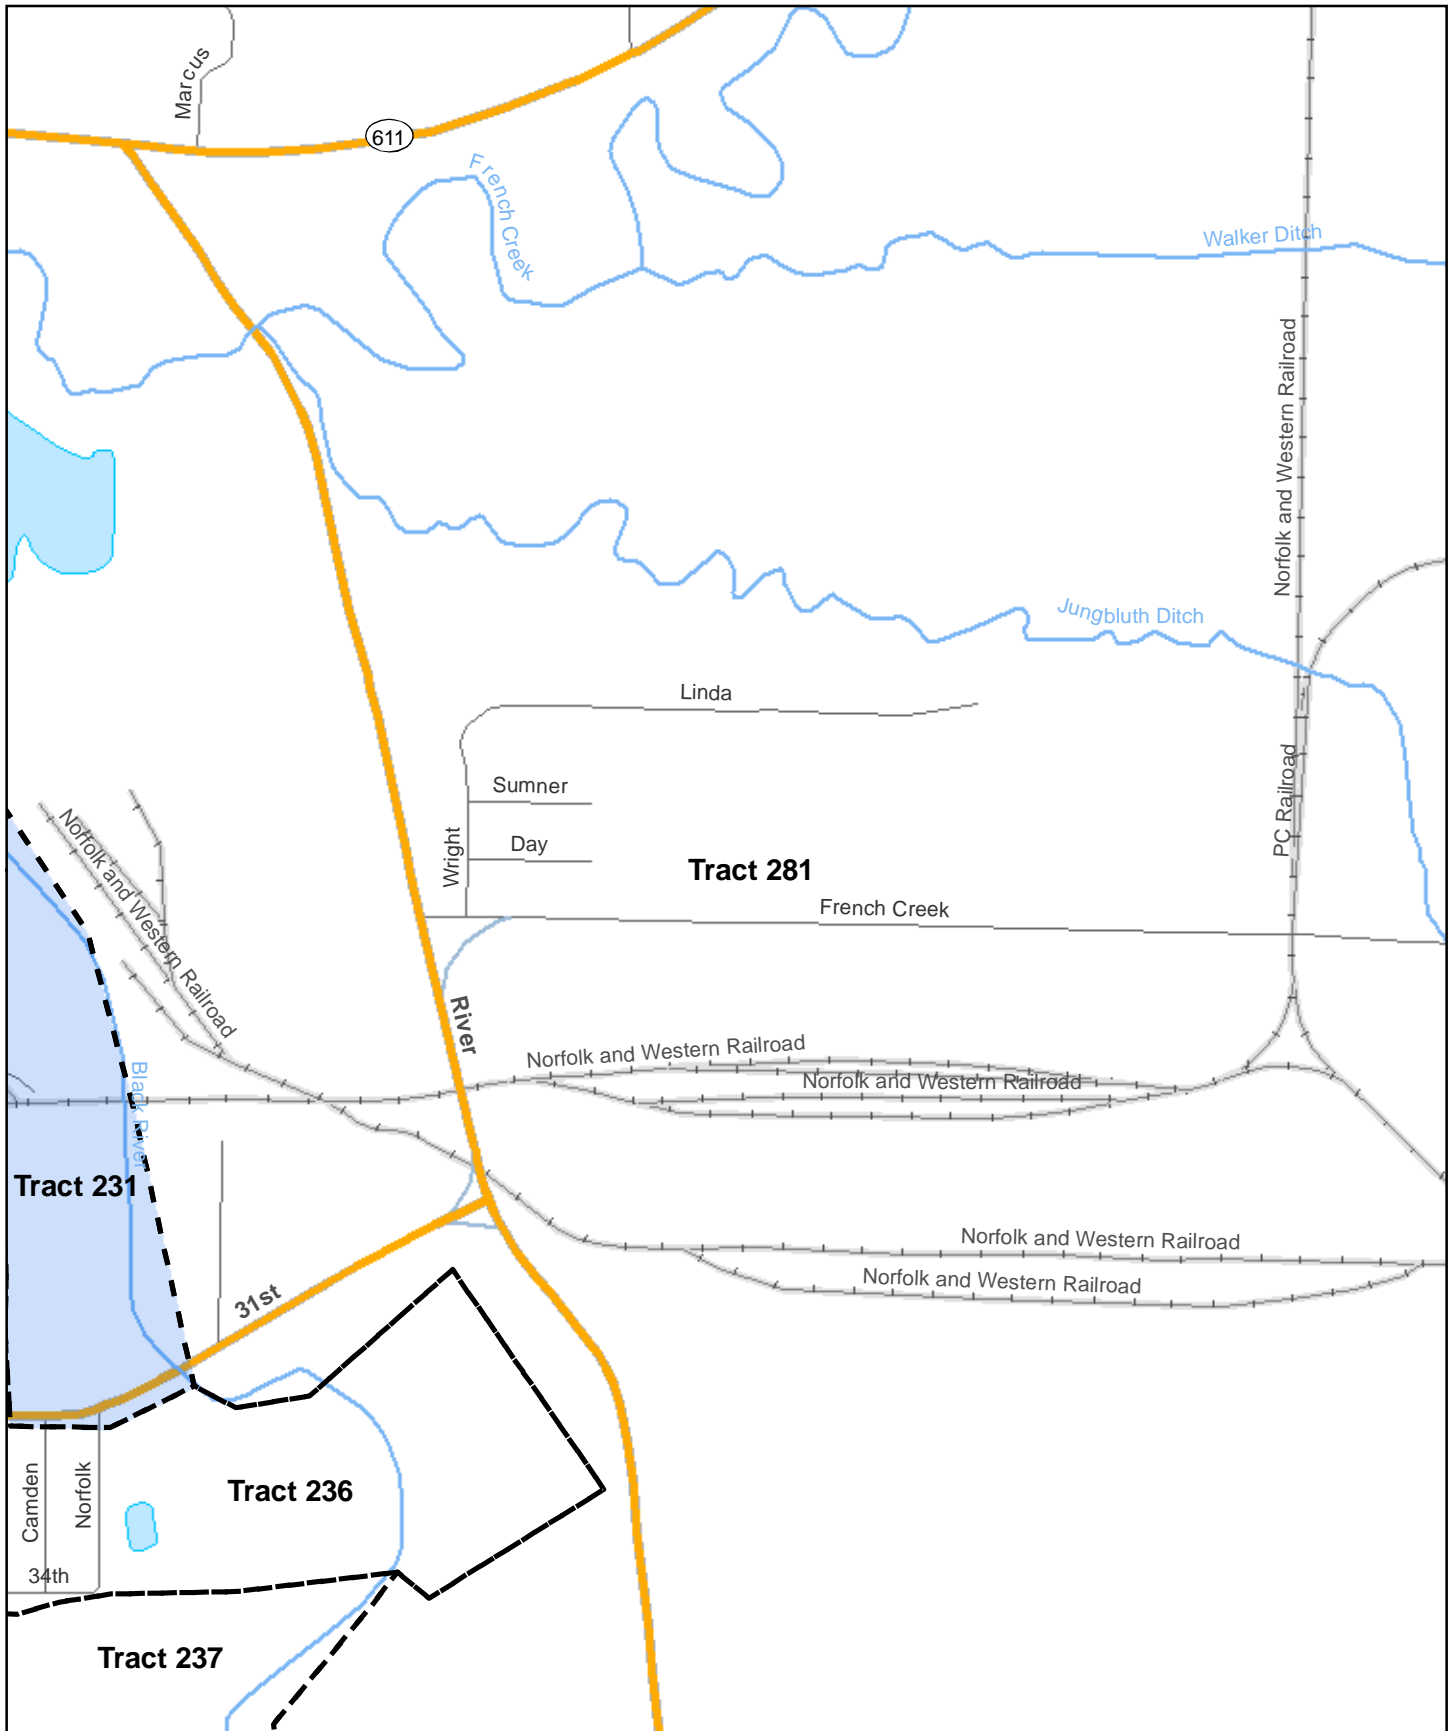 Marcus
611
French Creek
Walker Ditch
Norfolk and Western Railroad
Jungbluth Ditch
Linda
PC Railroad
Sumner
Norfolk and Western Railroad
Day
Wright
Tract 281
French Creek
River
Norfolk and Western Railroad
Norfolk and Western Railroad
Black River
Tract 231
Norfolk and Western Railroad
Norfolk and Western Railroad
31st
Camden
Norfolk
Tract 236
34th
Tract 237